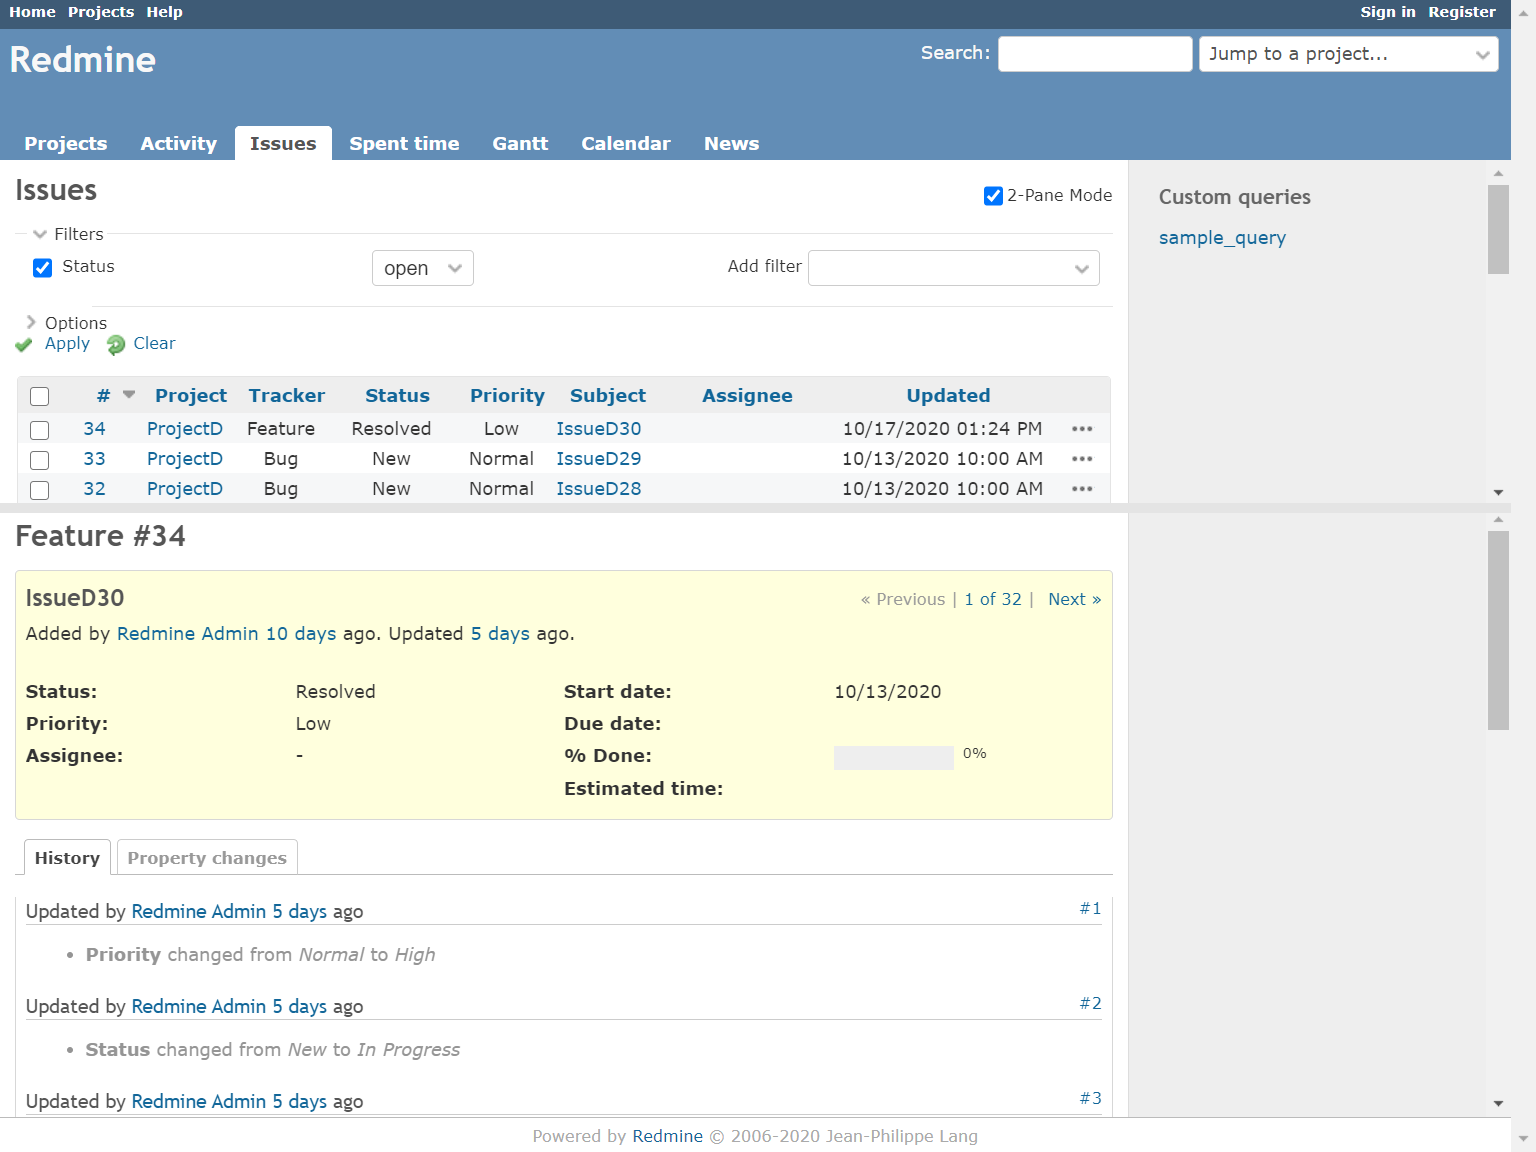 Home Projects Help Sign in Register
Redmine Search: Jump to a project...
Projects Activity Issues Spent time Gantt Calendar News
Issues 2-Pane Mode Custom queries
Filters sample_query
Status open Add filter
Options
Apply Clear
# Project Tracker Status Priority Subject Assignee Updated
34 ProjectD Feature Resolved Low IssueD30 10/17/2020 01:24 PM •••
33 ProjectD Bug New Normal IssueD29 10/13/2020 10:00 AM •••
32 ProjectD Bug New Normal IssueD28 10/13/2020 10:00 AM •••
Feature #34
IssueD30 « Previous | 1 of 32 | Next »
Added by Redmine Admin 10 days ago. Updated 5 days ago.
Status: Resolved Start date: 10/13/2020
Priority: Low Due date:
Assignee: - % Done: 0%
Estimated time:
History Property changes
Updated by Redmine Admin 5 days ago #1
• Priority changed from Normal to High
Updated by Redmine Admin 5 days ago #2
• Status changed from New to In Progress
Updated by Redmine Admin 5 days ago #3
Powered by Redmine © 2006-2020 Jean-Philippe Lang